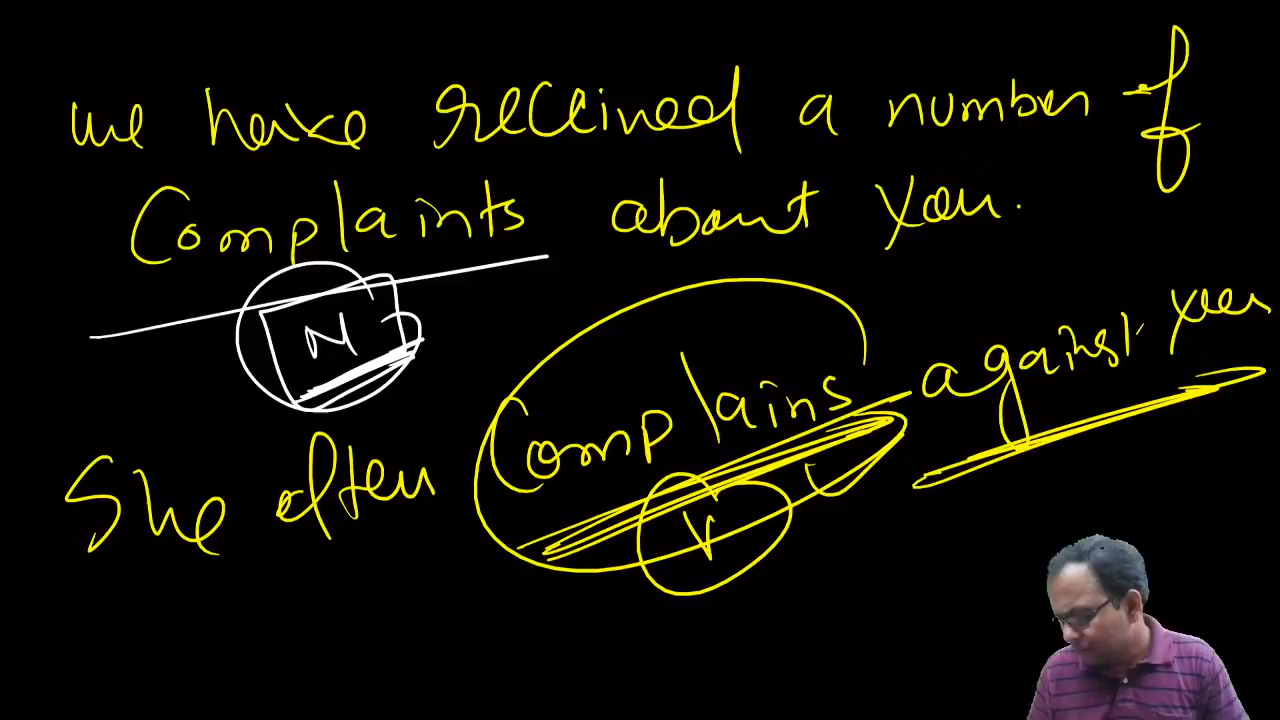 we have received a number of
Complaints about you.
N
She often Complains against you
V